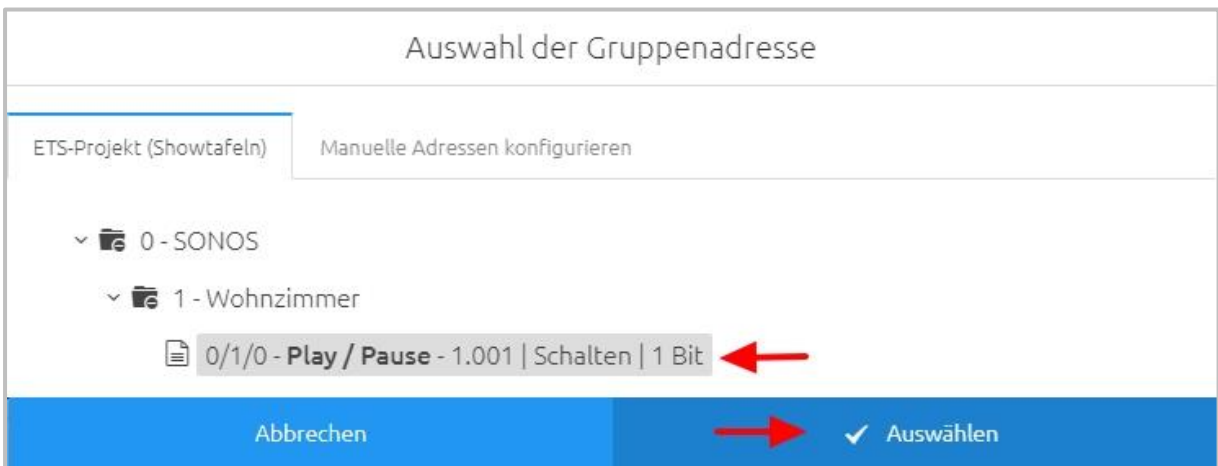 Auswahl der Gruppenadresse
ETS-Projekt (Showtafeln) Manuelle Adressen konfigurieren
0 - SONOS
1 - Wohnzimmer
0/1/0 - Play / Pause - 1.001 | Schalten | 1 Bit
Abbrechen Auswählen